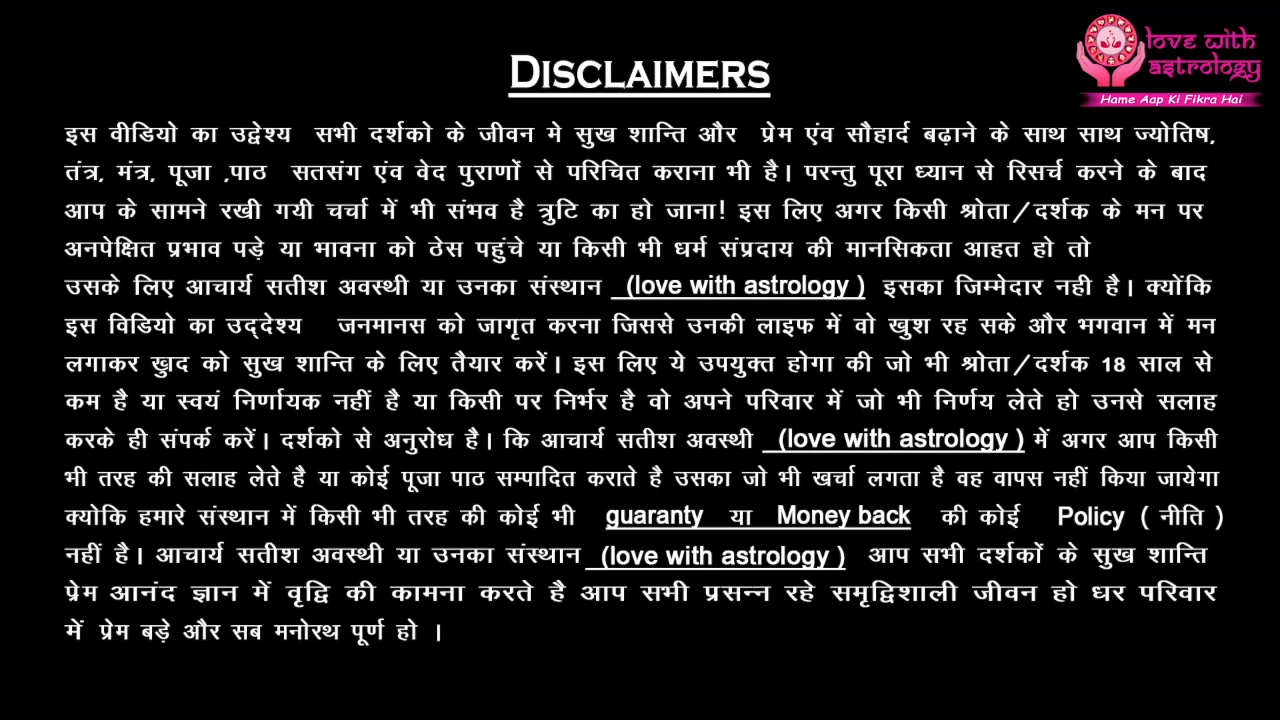 love with
astrology
Hame Aap Ki Fikra Hai
DISCLAIMERS
इस वीडियो का उद्वेश्य सभी दर्शको के जीवन मे सुख शान्ति और प्रेम एंव सौहार्द बढ़ाने के साथ साथ ज्योतिष,
तंत्र, मंत्र, पूजा ,पाठ सतसंग एंव वेद पुराणों से परिचित कराना भी है। परन्तु पूरा ध्यान से रिसर्च करने के बाद
आप के सामने रखी गयी चर्चा में भी संभव है त्रुटि का हो जाना! इस लिए अगर किसी श्रोता/दर्शक के मन पर
अनपेक्षित प्रभाव पड़े या भावना को ठेस पहुंचे या किसी भी धर्म संप्रदाय की मानसिकता आहत हो तो
उसके लिए आचार्य सतीश अवस्थी या उनका संस्थान (love with astrology ) इसका जिम्मेदार नही है। क्योंकि
इस विडियो का उद्देश्य जनमानस को जागृत करना जिससे उनकी लाइफ में वो खुश रह सके और भगवान में मन
लगाकर खुद को सुख शान्ति के लिए तैयार करें। इस लिए ये उपयुक्त होगा की जो भी श्रोता/दर्शक 18 साल से
कम है या स्वयं निर्णायक नहीं है या किसी पर निर्भर है वो अपने परिवार में जो भी निर्णय लेते हो उनसे सलाह
करके ही संपर्क करें। दर्शको से अनुरोध है। कि आचार्य सतीश अवस्थी (love with astrology ) में अगर आप किसी
भी तरह की सलाह लेते है या कोई पूजा पाठ सम्पादित कराते है उसका जो भी खर्चा लगता है वह वापस नहीं किया जायेगा
क्योकि हमारे संस्थान में किसी भी तरह की कोई भी guaranty या Money back की कोई Policy ( नीति )
नहीं है। आचार्य सतीश अवस्थी या उनका संस्थान (love with astrology ) आप सभी दर्शकों के सुख शान्ति
प्रेम आनंद ज्ञान में वृद्वि की कामना करते है आप सभी प्रसन्न रहे समृद्विशाली जीवन हो धर परिवार
में प्रेम बड़े और सब मनोरथ पूर्ण हो ।